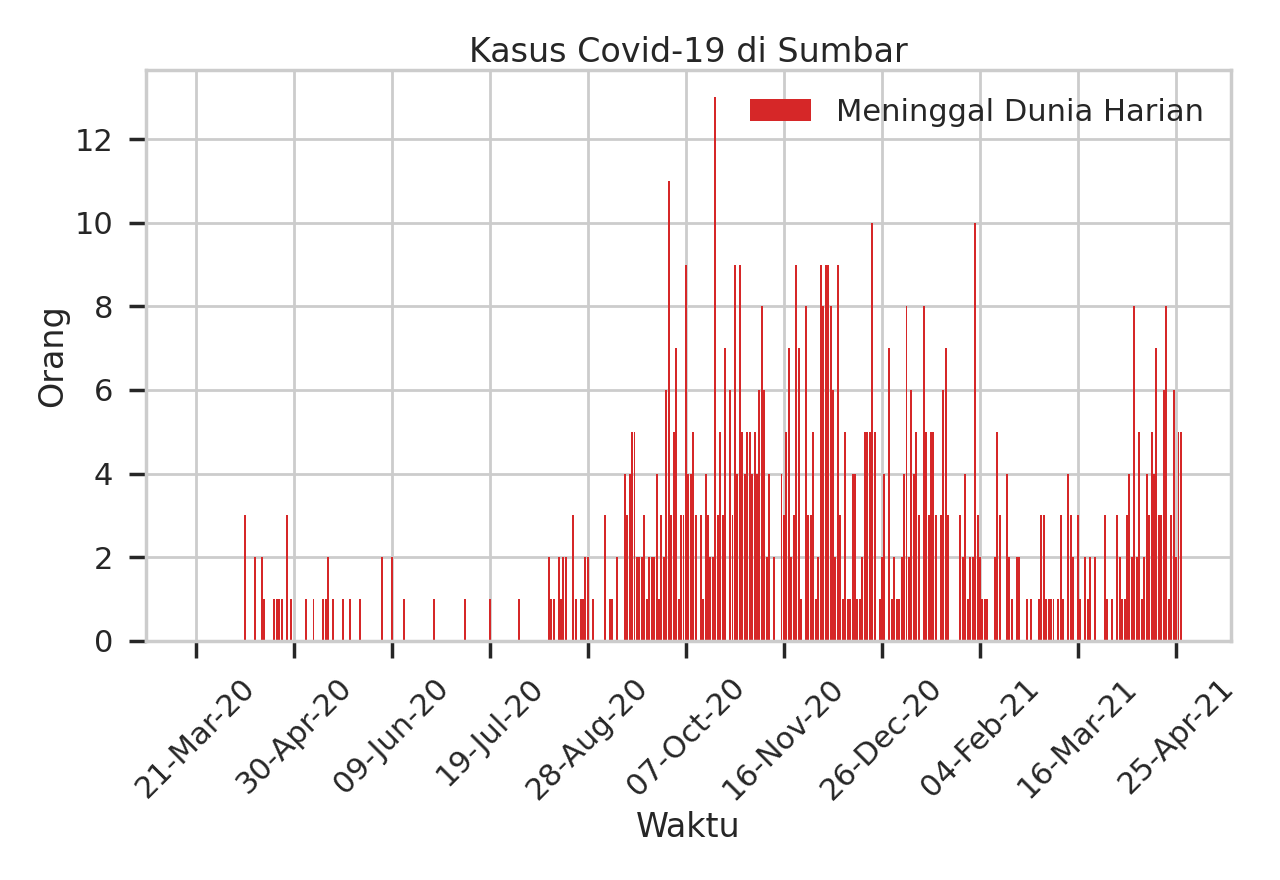 Kasus Covid-19 di Sumbar
Meninggal Dunia Harian
12
10
8
6
4
2
0
Orang
21-Mar-20
30-Apr-20
09-Jun-20
19-Jul-20
28-Aug-20
07-Oct-20
16-Nov-20
26-Dec-20
04-Feb-21
16-Mar-21
25-Apr-21
Waktu